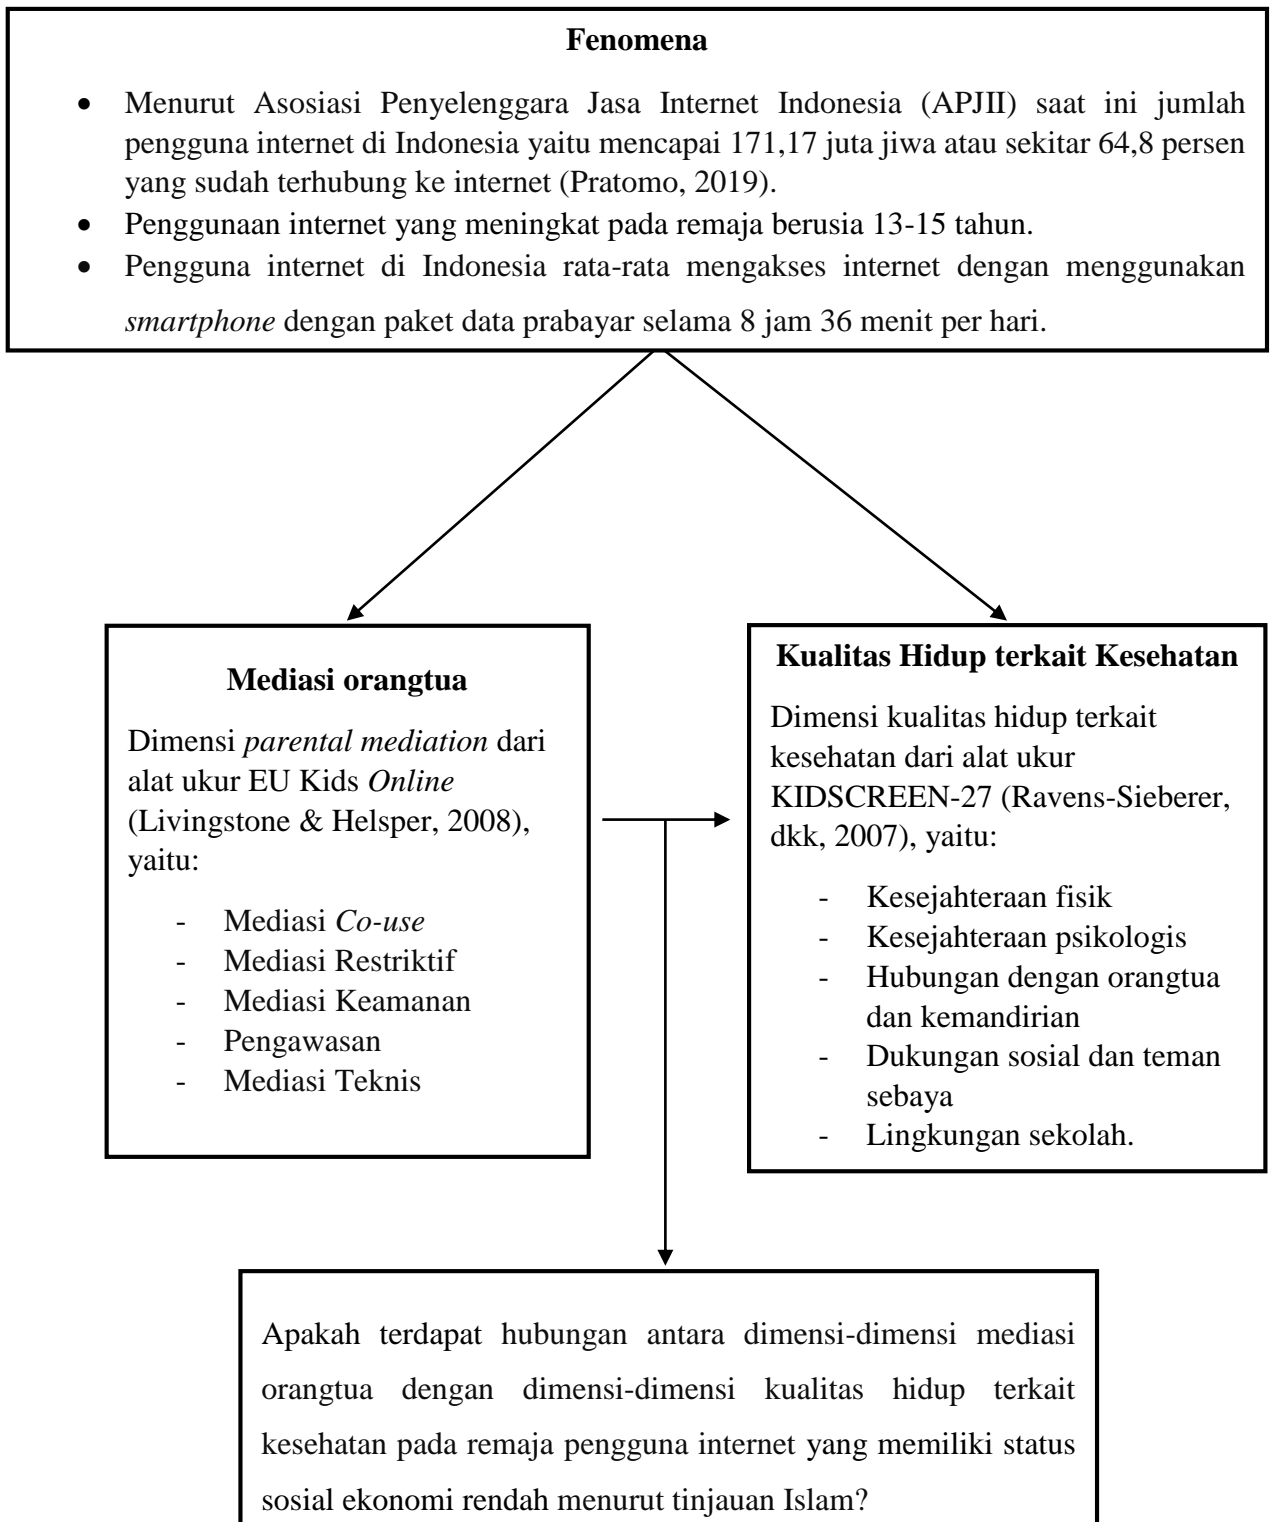 Fenomena
• Menurut Asosiasi Penyelenggara Jasa Internet Indonesia (APJII) saat ini jumlah
pengguna internet di Indonesia yaitu mencapai 171,17 juta jiwa atau sekitar 64,8 persen
yang sudah terhubung ke internet (Pratomo, 2019).
• Penggunaan internet yang meningkat pada remaja berusia 13-15 tahun.
• Pengguna internet di Indonesia rata-rata mengakses internet dengan menggunakan
smartphone dengan paket data prabayar selama 8 jam 36 menit per hari.
Mediasi orangtua
Dimensi parental mediation dari
alat ukur EU Kids Online
(Livingstone & Helsper, 2008),
yaitu:
- Mediasi Co-use
- Mediasi Restriktif
- Mediasi Keamanan
- Pengawasan
- Mediasi Teknis
Kualitas Hidup terkait Kesehatan
Dimensi kualitas hidup terkait
kesehatan dari alat ukur
KIDSCREEN-27 (Ravens-Sieberer,
dkk, 2007), yaitu:
- Kesejahteraan fisik
- Kesejahteraan psikologis
- Hubungan dengan orangtua
dan kemandirian
- Dukungan sosial dan teman
sebaya
- Lingkungan sekolah.
Apakah terdapat hubungan antara dimensi-dimensi mediasi
orangtua dengan dimensi-dimensi kualitas hidup terkait
kesehatan pada remaja pengguna internet yang memiliki status
sosial ekonomi rendah menurut tinjauan Islam?